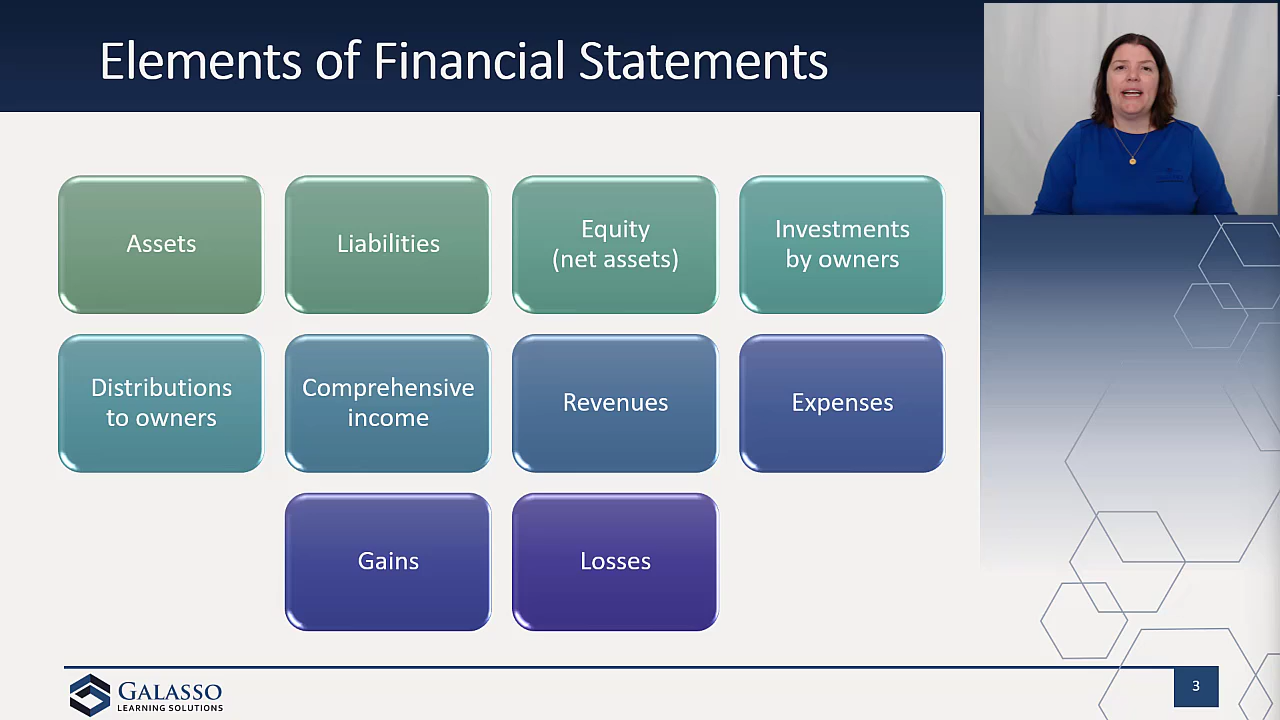 Elements of Financial Statements
Assets
Liabilities
Equity
(net assets)
Investments
by owners
Distributions
to owners
Comprehensive
income
Revenues
Expenses
Gains
Losses
GALASSO
LEARNING SOLUTIONS
3